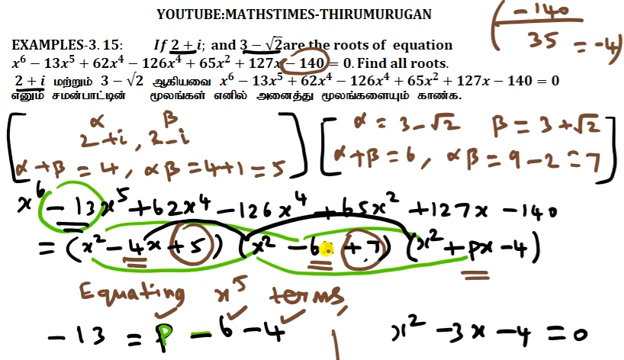 YOUTUBE:MATHSTIMES-THIRUMURUGAN
(-140/35 = -4)
EXAMPLES-3. 15: If 2 + i; and 3 − √2 are the roots of equation
x⁶ − 13x⁵ + 62x⁴ − 126x⁴ + 65x² + 127x − 140 = 0. Find all roots.
2 + i மற்றும் 3 − √2 ஆகியவை x⁶ − 13x⁵ + 62x⁴ − 126x⁴ + 65x² + 127x − 140 = 0
எனும் சமன்பாட்டின் மூலங்கள் எனில் அனைத்து மூலங்களையும் காண்க.
α β
2+i, 2-i
α+β = 4, αβ = 4+1 = 5
α = 3-√2 β = 3+√2
α+β = 6, αβ = 9-2 = 7
x⁶ -13x⁵ +62x⁴ -126x⁴ +65x² +127x -140
= (x² -4x +5) (x² -6 +7) (x² +px -4)
Equating x⁵ terms,
-13 = p -6 -4
x² -3x -4 = 0